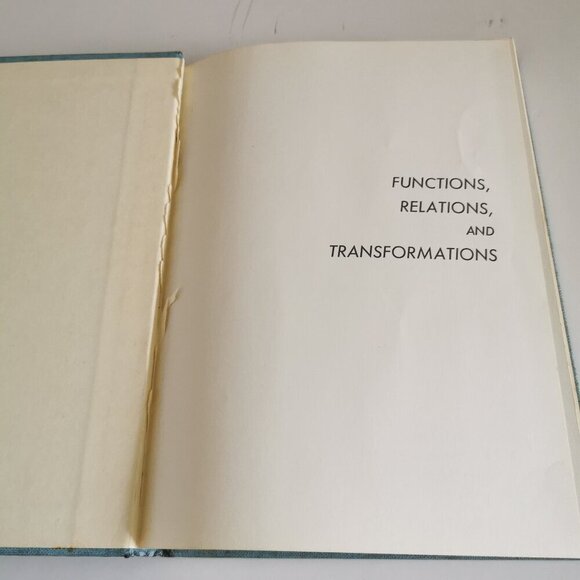 FUNCTIONS,
RELATIONS,
AND
TRANSFORMATIONS